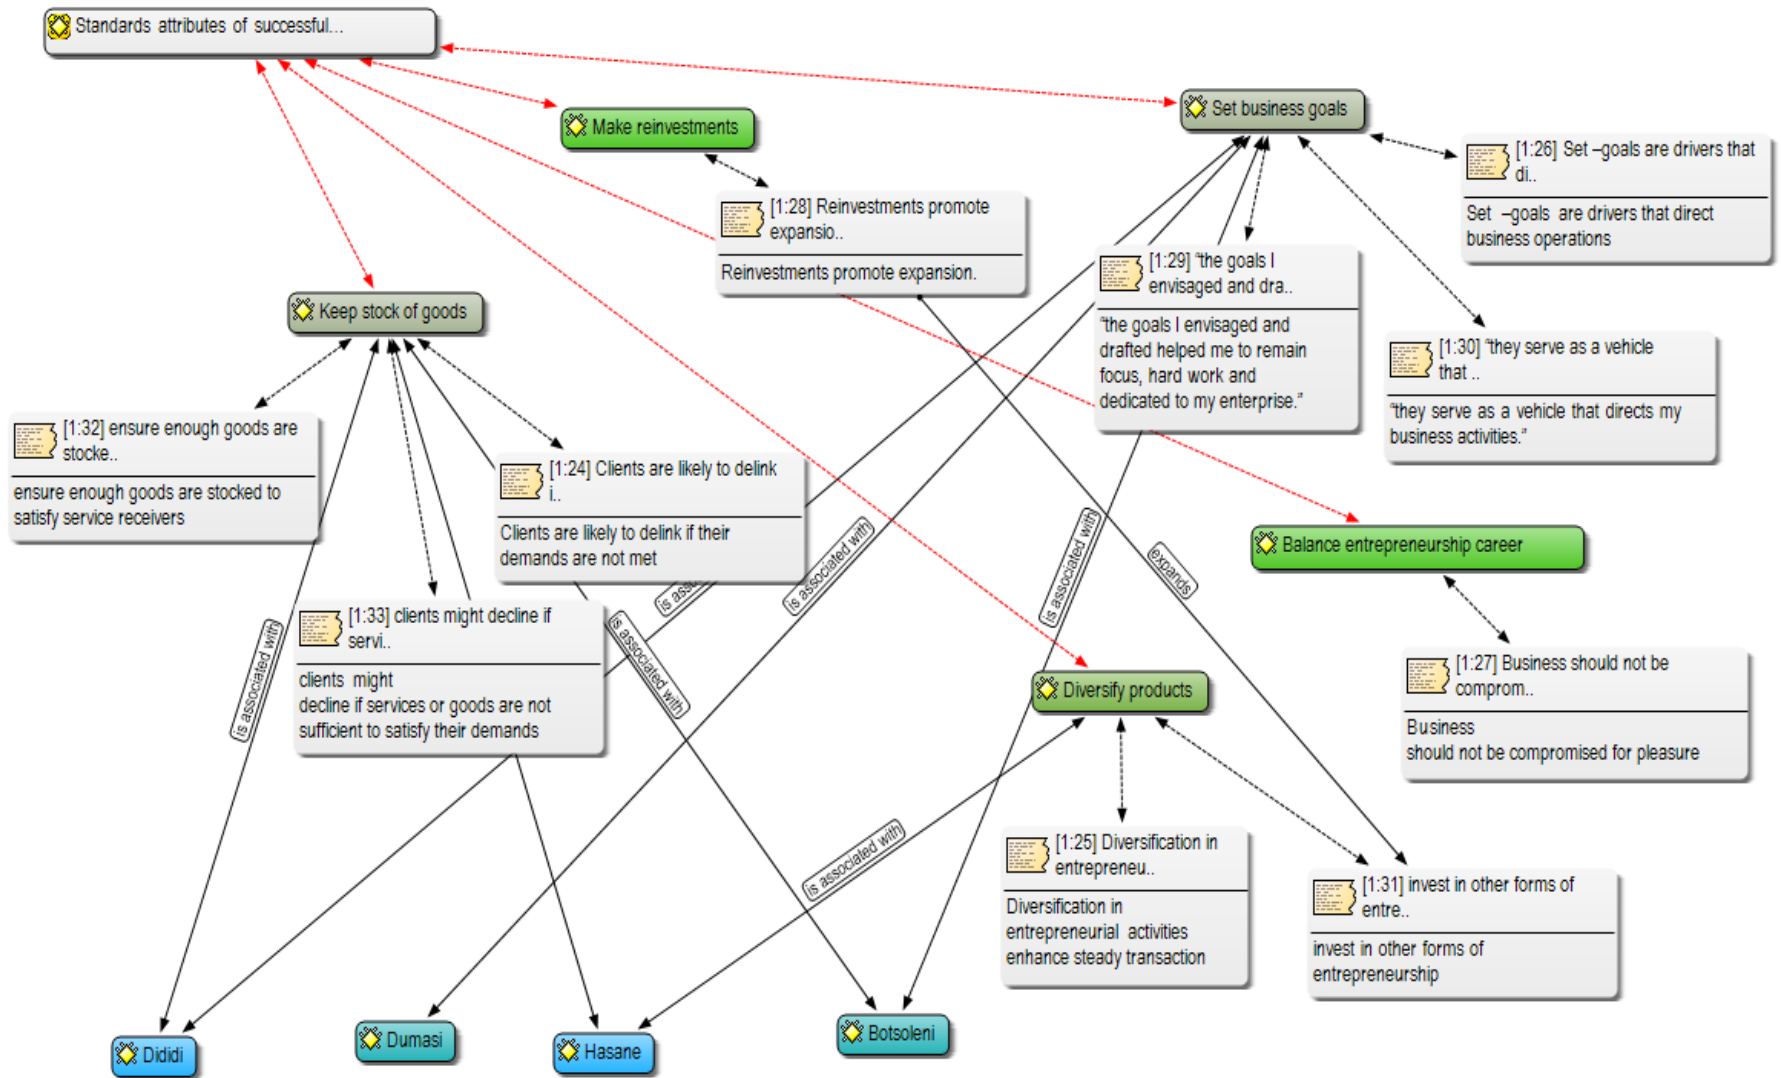 Standards attributes of successful...
Make reinvestments
Set business goals
[1:26] Set –goals are drivers that
di..
Set –goals are drivers that direct
business operations
[1:28] Reinvestments promote
expansio..
Reinvestments promote expansion.
[1:29] "the goals I
envisaged and dra..
"the goals I envisaged and
drafted helped me to remain
focus, hard work and
dedicated to my enterprise."
[1:30] "they serve as a vehicle
that ..
"they serve as a vehicle that directs my
business activities."
Keep stock of goods
[1:32] ensure enough goods are
stocke..
ensure enough goods are stocked to
satisfy service receivers
[1:24] Clients are likely to delink
i..
Clients are likely to delink if their
demands are not met
[1:33] clients might decline if
servi..
clients might
decline if services or goods are not
sufficient to satisfy their demands
is associated with
is associated with
is asso
is associated with
is associated with
expands
Balance entrepreneurship career
[1:27] Business should not be
comprom..
Business
should not be compromised for pleasure
Diversify products
is associated with
[1:25] Diversification in
entrepreneu..
Diversification in
entrepreneurial activities
enhance steady transaction
[1:31] invest in other forms of
entre..
invest in other forms of
entrepreneurship
Dididi
Dumasi
Hasane
Botsoleni